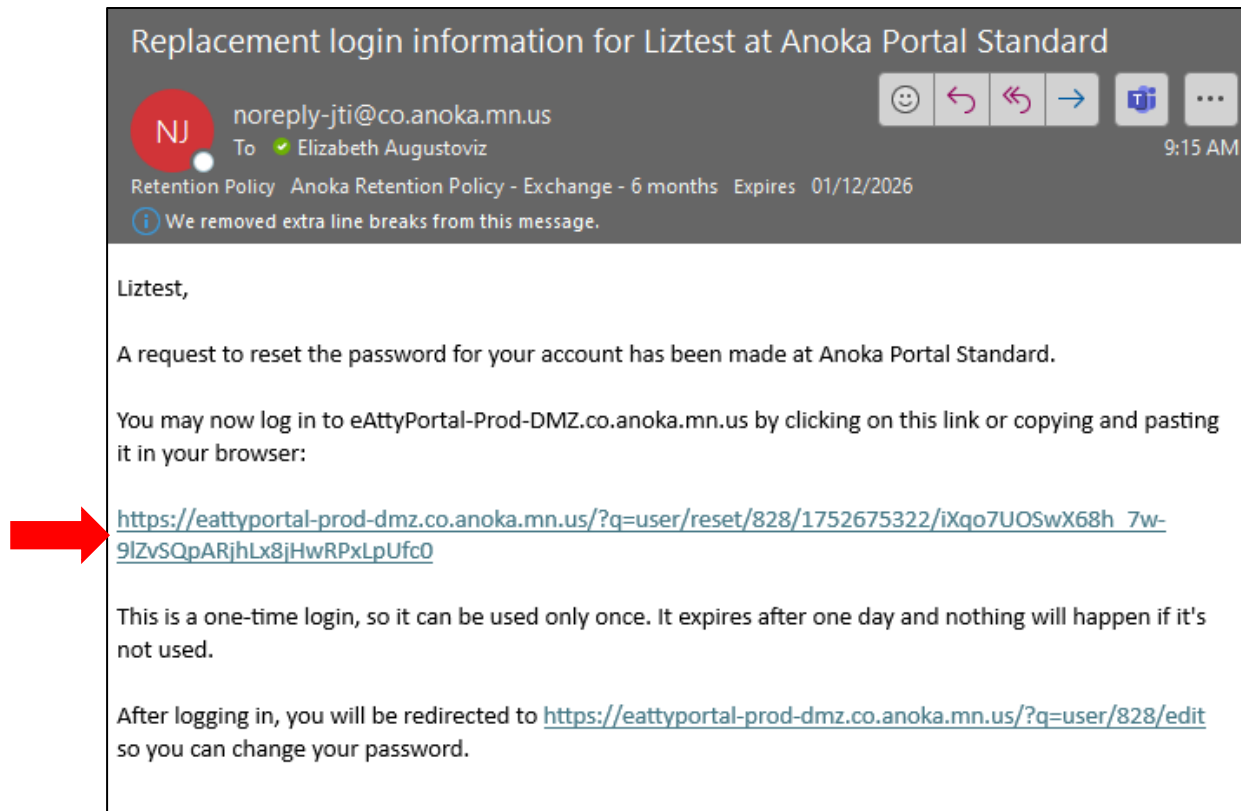 Replacement login information for Liztest at Anoka Portal Standard
NJ
noreply-jti@co.anoka.mn.us
To Elizabeth Augustoviz
9:15 AM
Retention Policy Anoka Retention Policy - Exchange - 6 months Expires 01/12/2026
We removed extra line breaks from this message.
Liztest,
A request to reset the password for your account has been made at Anoka Portal Standard.
You may now log in to eAttyPortal-Prod-DMZ.co.anoka.mn.us by clicking on this link or copying and pasting
it in your browser:
https://eattyportal-prod-dmz.co.anoka.mn.us/?q=user/reset/828/1752675322/iXqo7UOSwX68h_7w-
9lZvSQpARjhLx8jHwRPxLpUfc0
This is a one-time login, so it can be used only once. It expires after one day and nothing will happen if it's
not used.
After logging in, you will be redirected to https://eattyportal-prod-dmz.co.anoka.mn.us/?q=user/828/edit
so you can change your password.